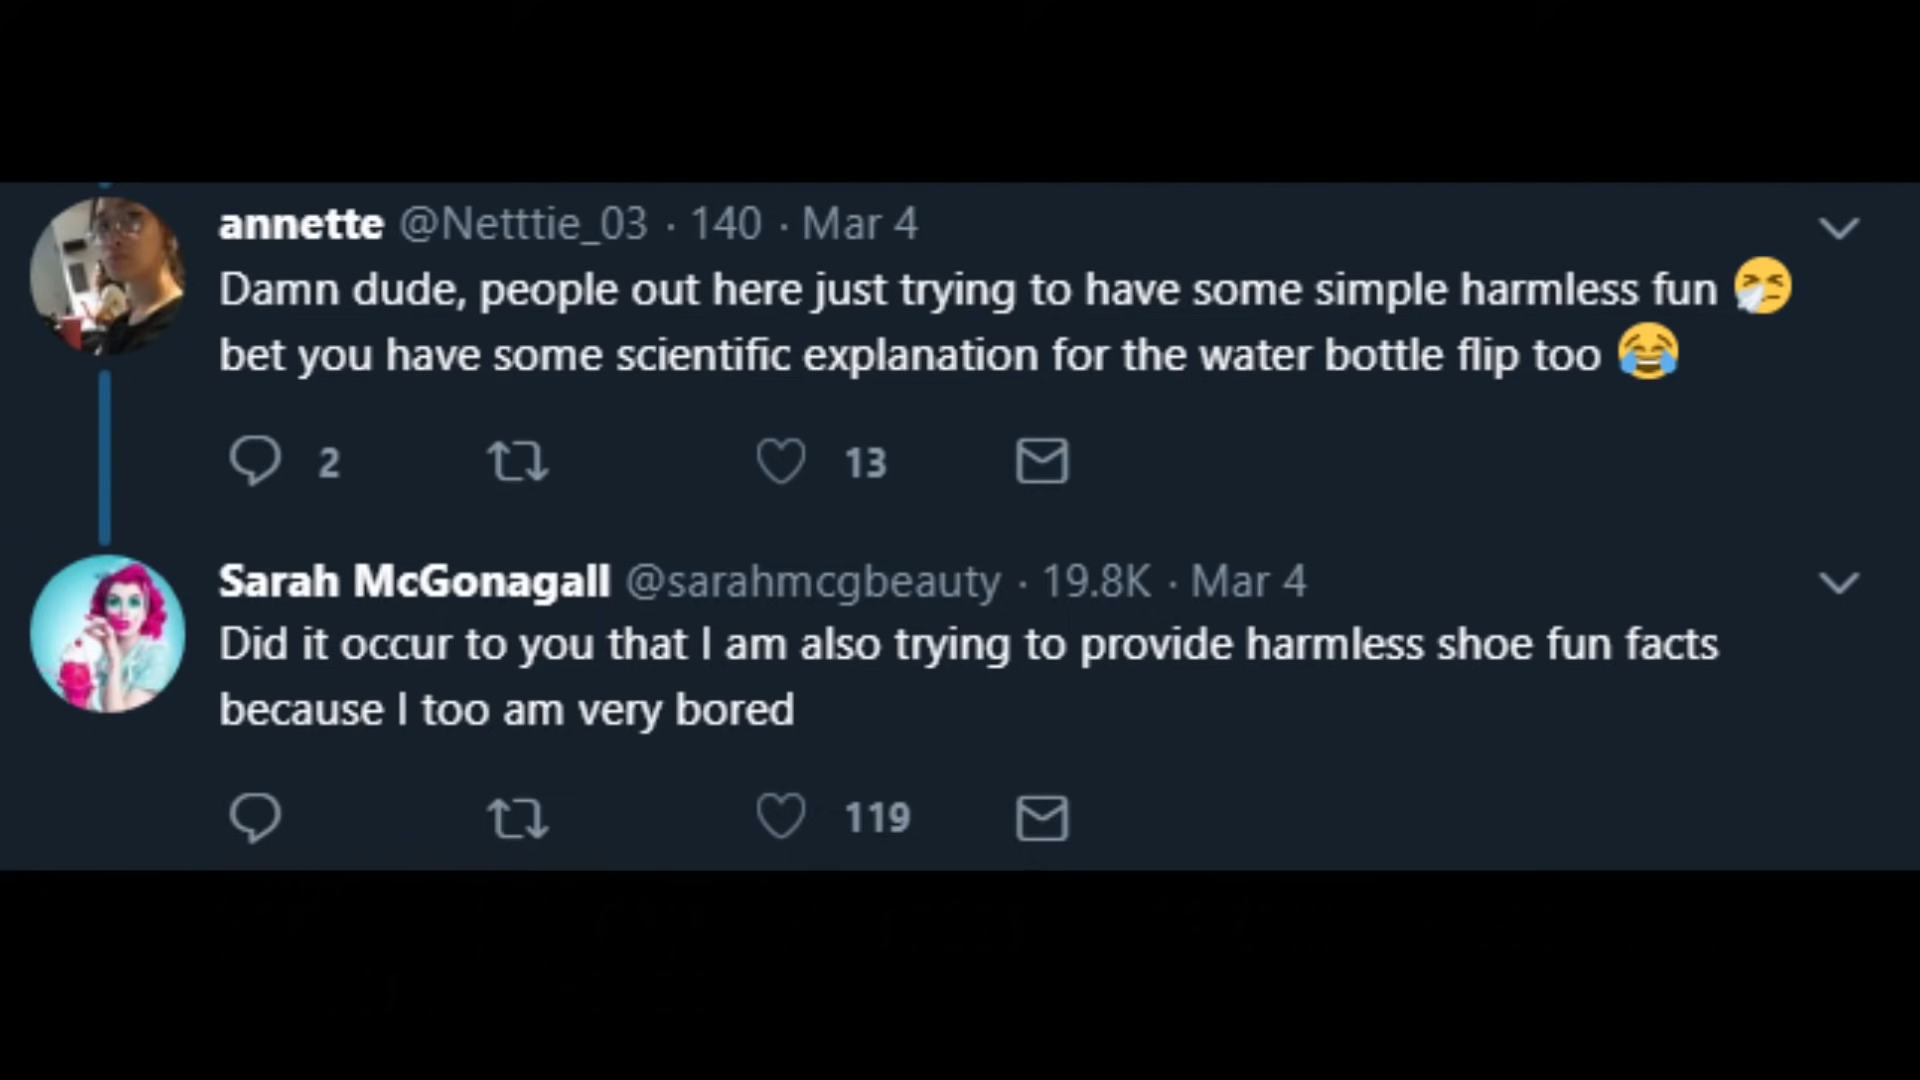 annette @Netttie_03 · 140 · Mar 4
Damn dude, people out here just trying to have some simple harmless fun 🤧
bet you have some scientific explanation for the water bottle flip too 😂
2 13
Sarah McGonagall @sarahmcgbeauty · 19.8K · Mar 4
Did it occur to you that I am also trying to provide harmless shoe fun facts
because I too am very bored
119